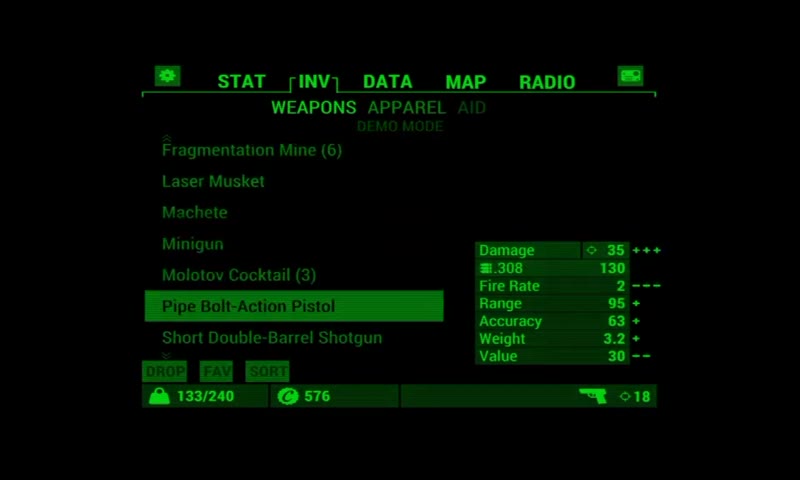 STAT INV DATA MAP RADIO
WEAPONS APPAREL AID
DEMO MODE
Fragmentation Mine (6)
Laser Musket
Machete
Minigun
Molotov Cocktail (3)
Pipe Bolt-Action Pistol
Short Double-Barrel Shotgun
Damage 35 +++
.308 130
Fire Rate 2 ---
Range 95 +
Accuracy 63 +
Weight 3.2 +
Value 30 --
DROP FAV SORT
133/240 576 18